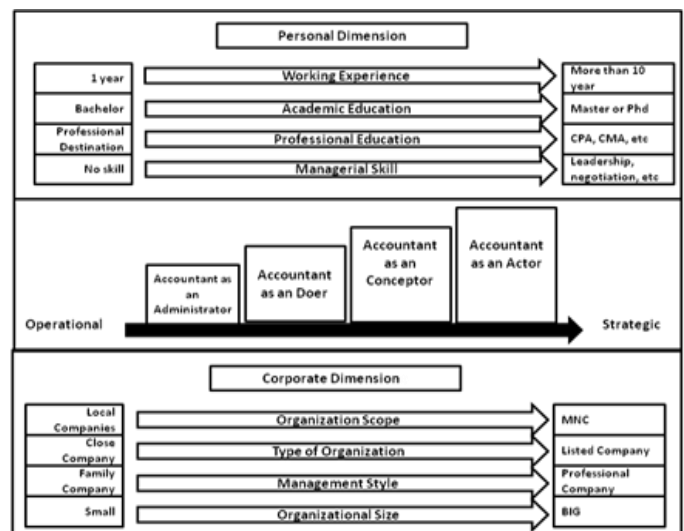 Personal Dimension
1 year
Working Experience
More than 10
year
Bachelor
Academic Education
Master or Phd
Professional
Destination
Professional Education
CPA, CMA, etc
No skill
Managerial Skill
Leadership,
negotiation, etc
Accountant as
an
Administrator
Accountant
as an Doer
Accountant
as an
Conceptor
Accountant
as an Actor
Operational
Strategic
Corporate Dimension
Local
Companies
Organization Scope
MNC
Close
Company
Type of Organization
Listed Company
Family
Company
Management Style
Professional
Company
Small
Organizational Size
BIG